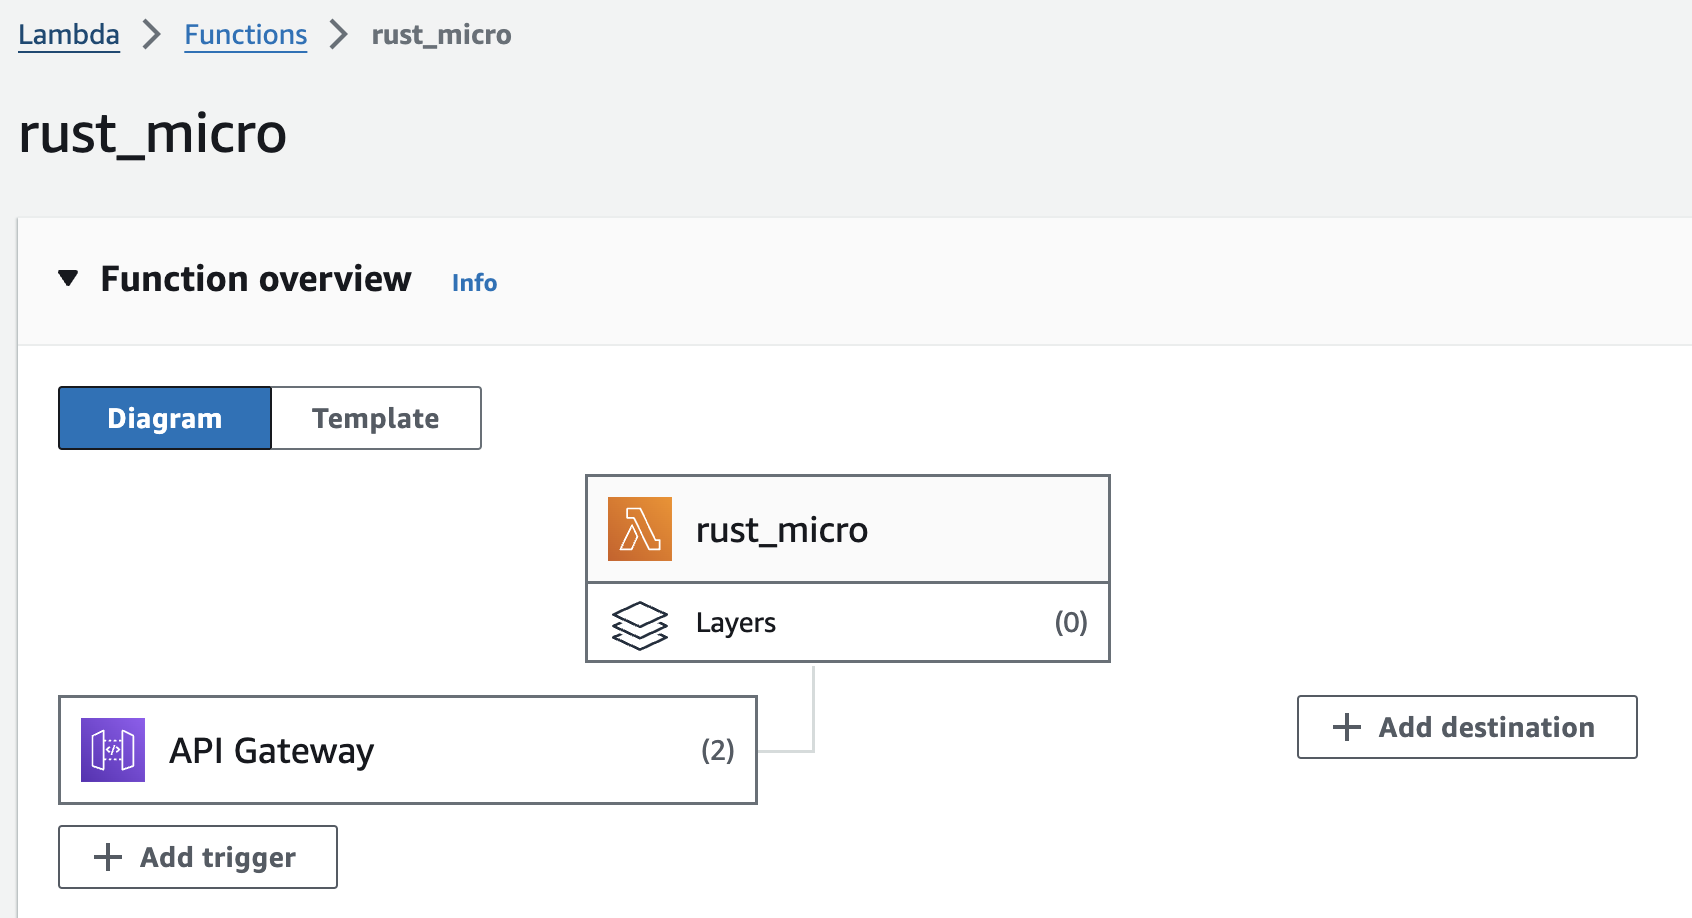 Lambda > Functions > rust_micro
rust_micro
Function overview Info
Diagram Template
rust_micro
Layers (0)
API Gateway (2)
+ Add destination
+ Add trigger